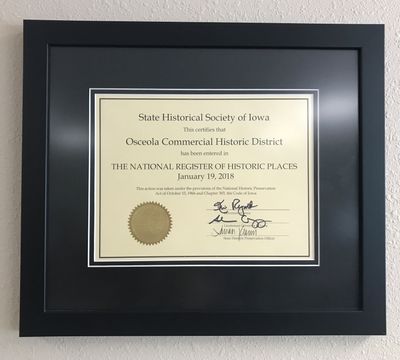 State Historical Society of Iowa
This certifies that
Osceola Commercial Historic District
has been entered in
THE NATIONAL REGISTER OF HISTORIC PLACES
January 19, 2018
This action was taken under the provisions of the National Historic Preservation
Act of October 15, 1966 and Chapter 303, the Code of Iowa.
Kim Reynolds
State Historic Preservation Officer